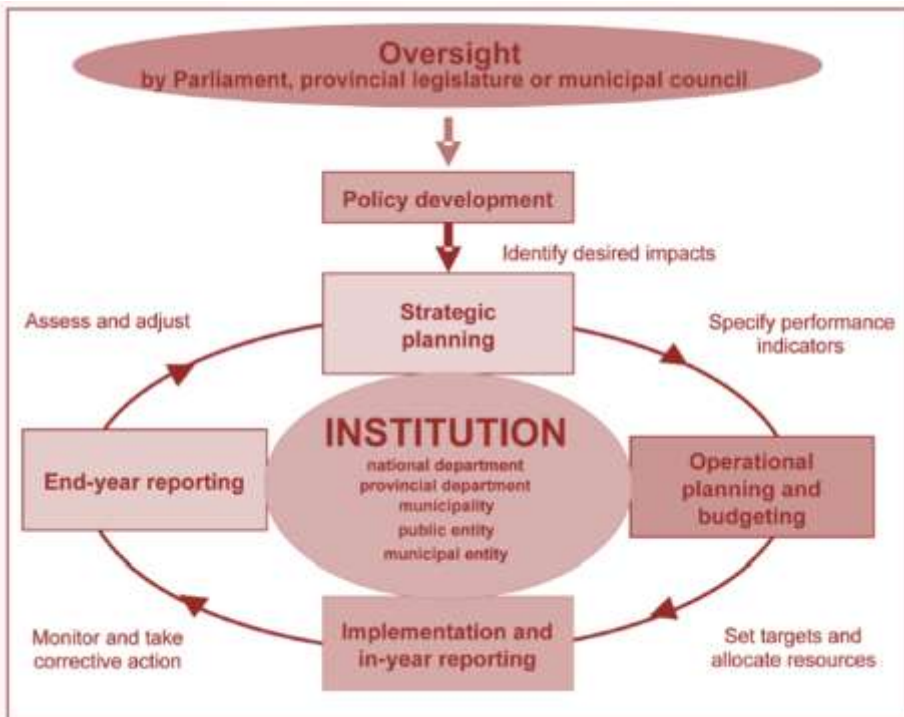 Oversight
by Parliament, provincial legislature or municipal council
Policy development
Identify desired impacts
Strategic
planning
Assess and adjust
Specify performance
indicators
INSTITUTION
national department
provincial department
municipality
public entity
municipal entity
End-year reporting
Operational
planning and
budgeting
Monitor and take
corrective action
Implementation and
in-year reporting
Set targets and
allocate resources